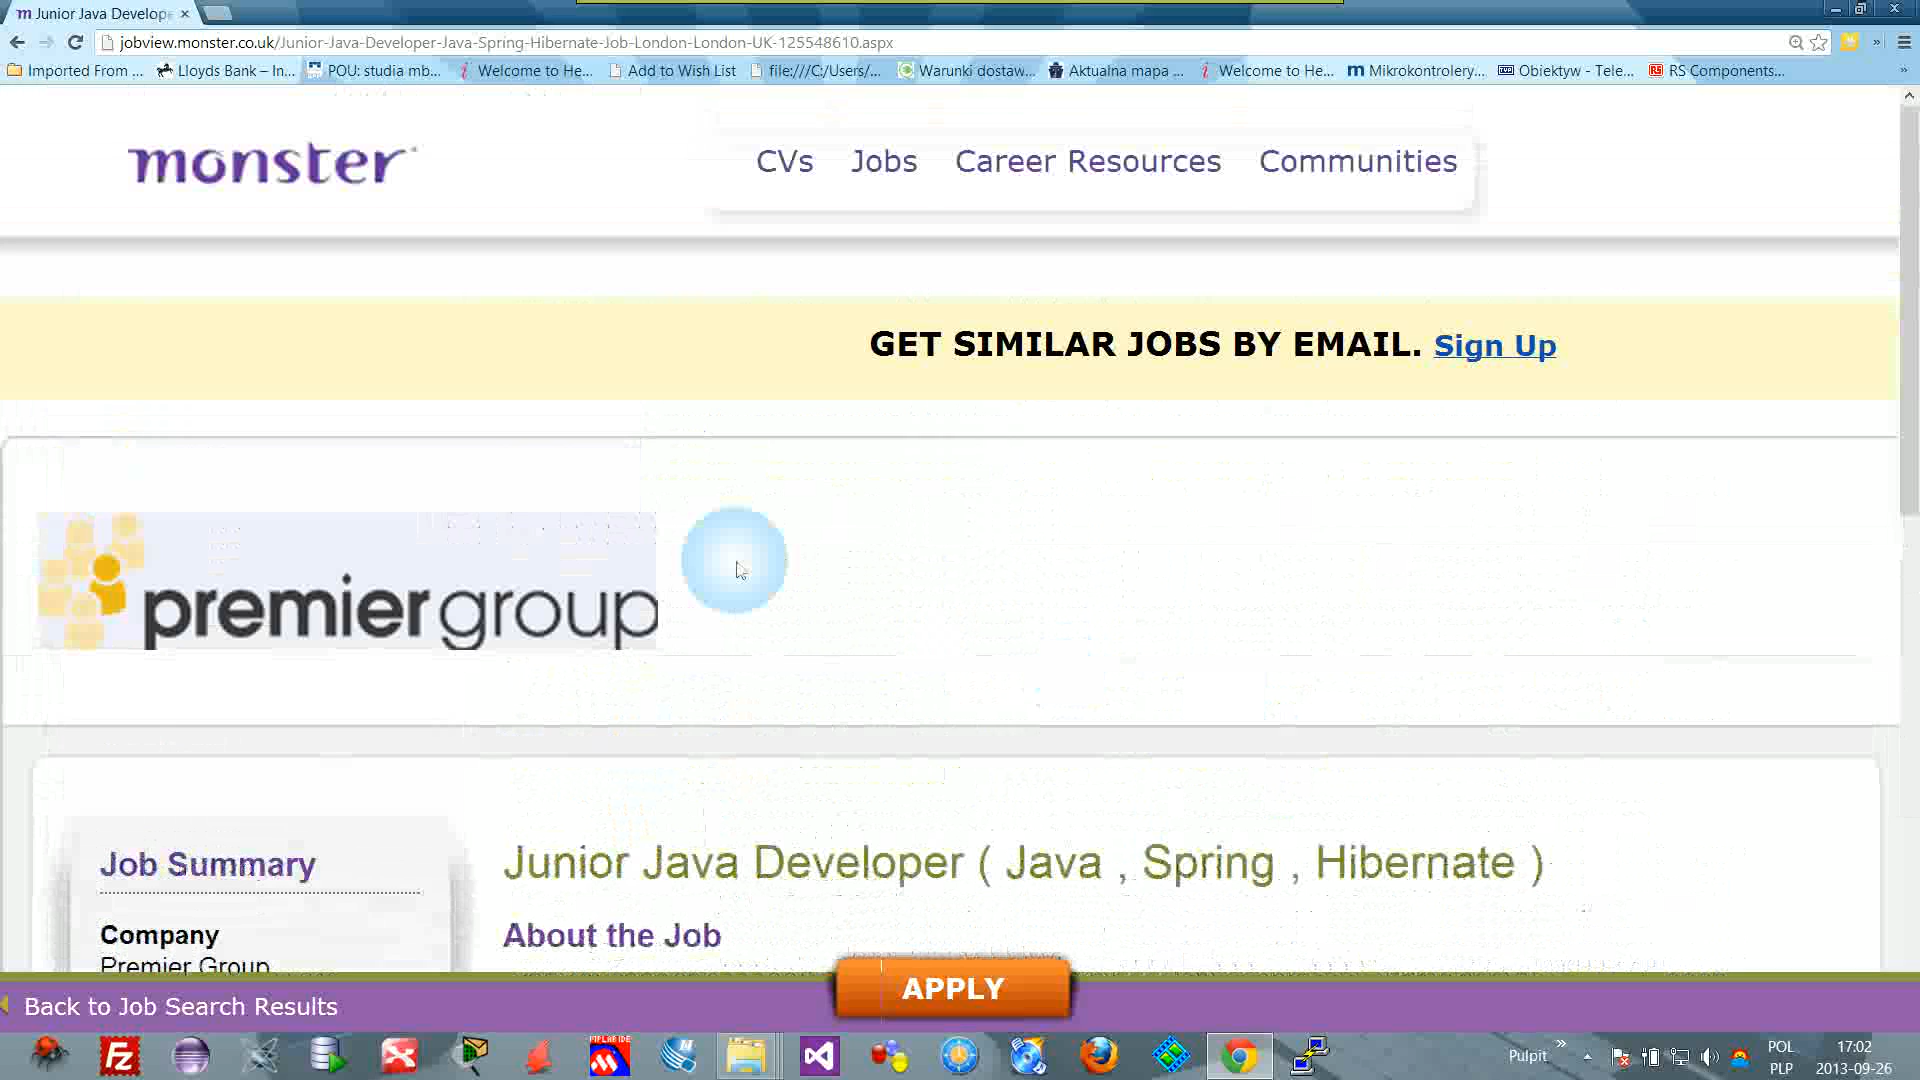 m Junior Java Develope
jobview.monster.co.uk/Junior-Java-Developer-Java-Spring-Hibernate-Job-London-London-UK-125548610.aspx
Imported From ... Lloyds Bank – In... POU: studia mb... Welcome to He... Add to Wish List file:///C:/Users/... Warunki dostaw... Aktualna mapa ... Welcome to He... Mikrokontrolery... Obiektyw - Tele... RS Components...
monster
CVs Jobs Career Resources Communities
GET SIMILAR JOBS BY EMAIL. Sign Up
premiergroup
Job Summary
Junior Java Developer ( Java , Spring , Hibernate )
Company
About the Job
Premier Group
APPLY
Back to Job Search Results
Pulpit
POL
PLP
17:02
2013-09-26